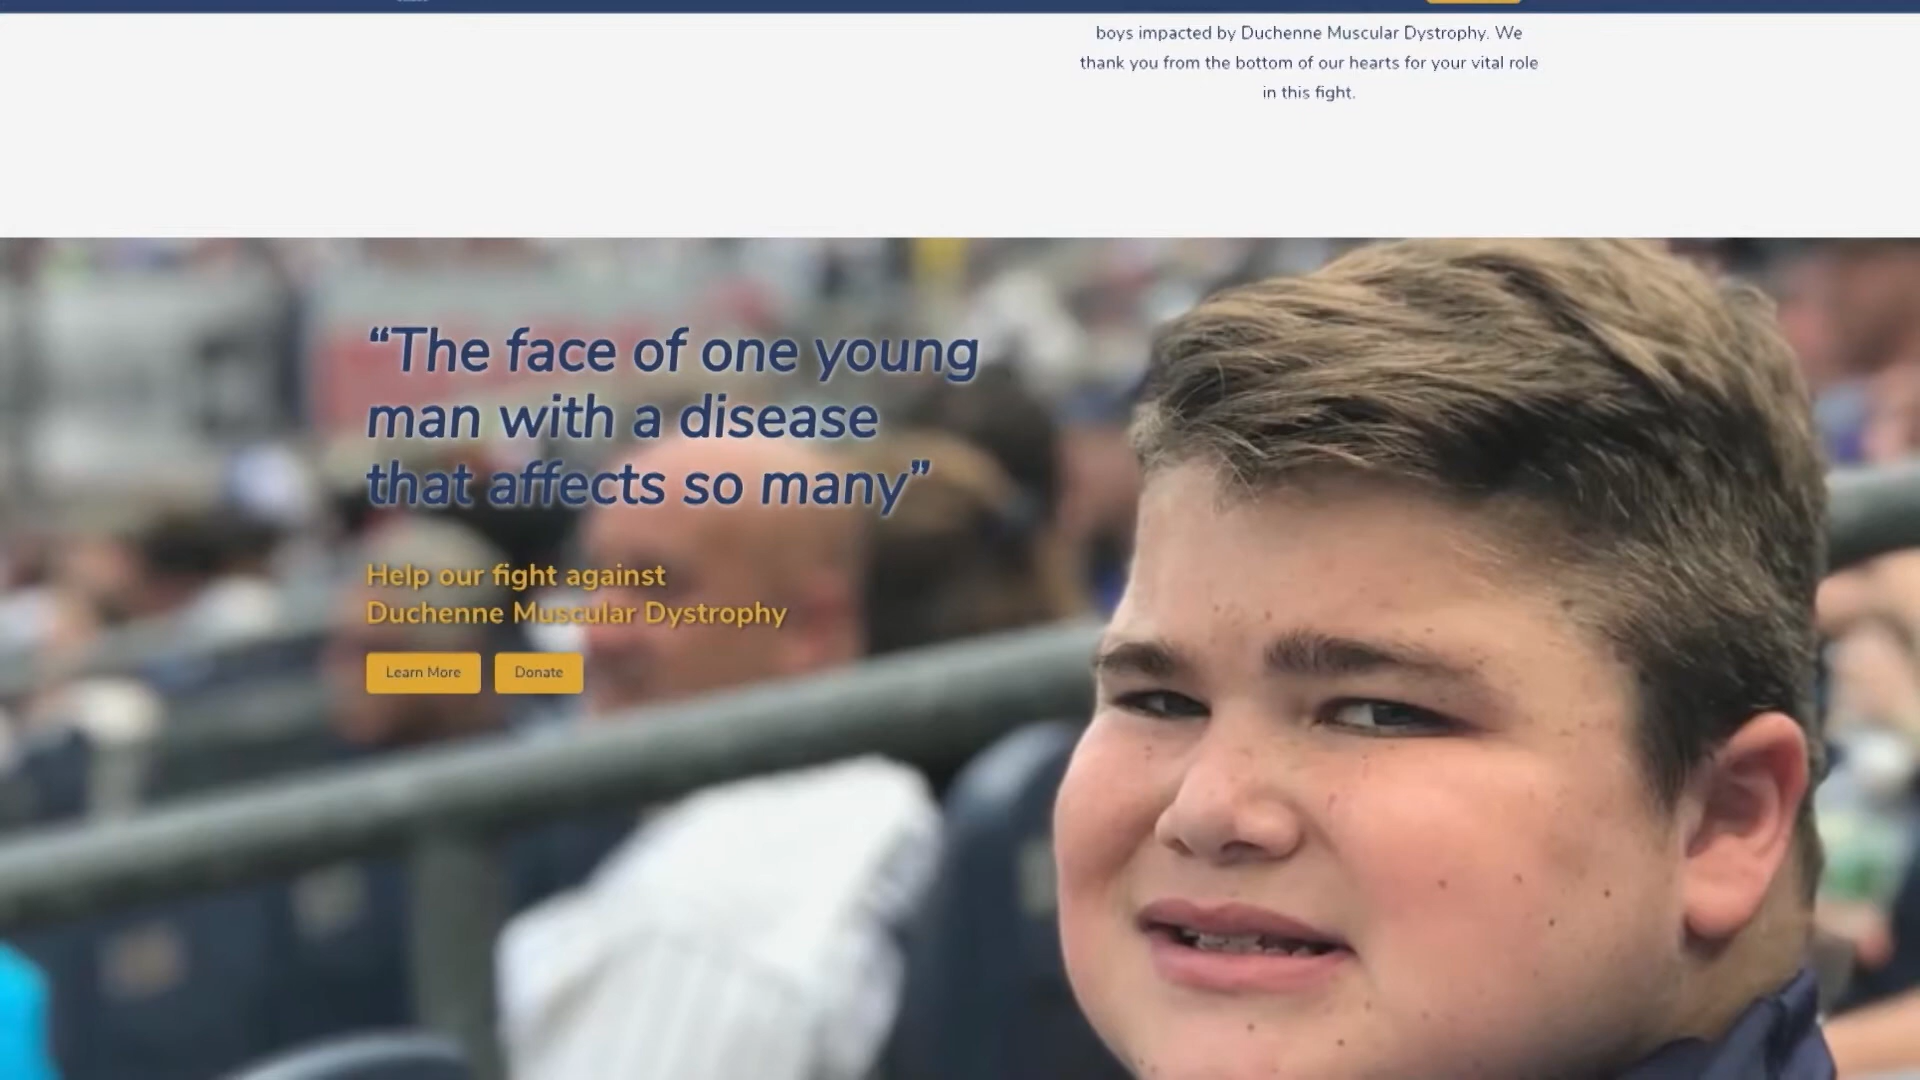 boys impacted by Duchenne Muscular Dystrophy. We
thank you from the bottom of our hearts for your vital role
in this fight.
“The face of one young
man with a disease
that affects so many”
Help our fight against
Duchenne Muscular Dystrophy
Learn More
Donate